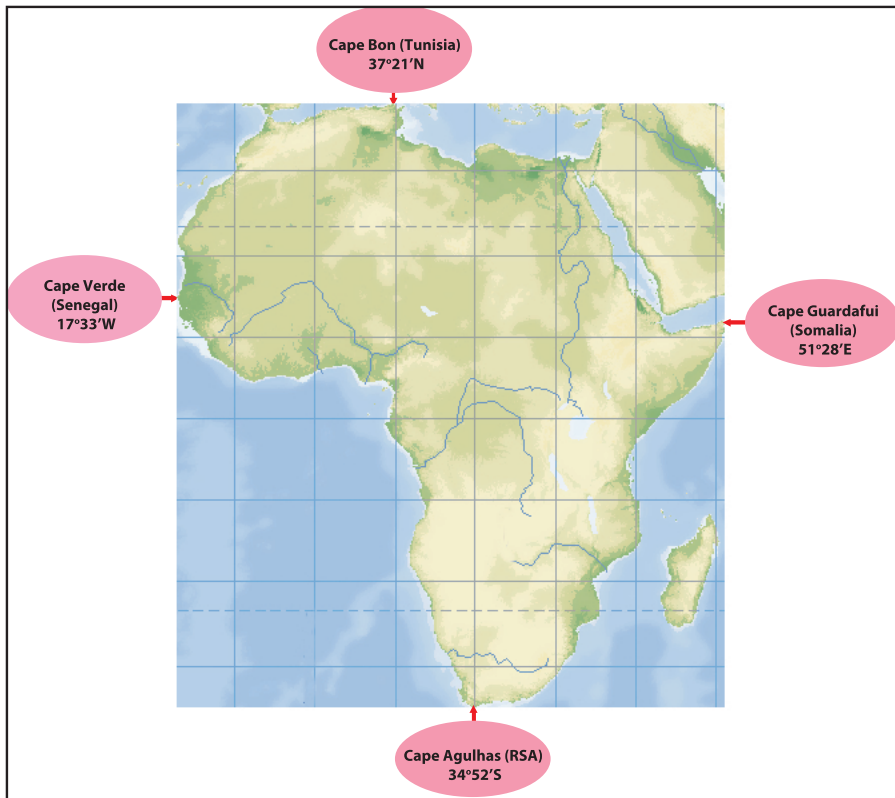 Cape Bon (Tunisia)
37°21’N
Cape Verde
(Senegal)
17°33’W
Cape Guardafui
(Somalia)
51°28’E
Cape Agulhas (RSA)
34°52’S